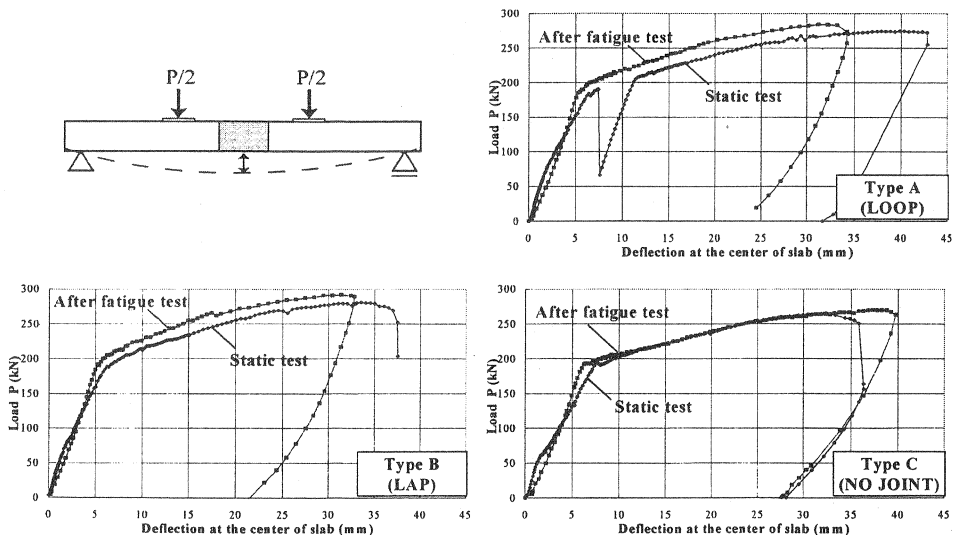 P/2 P/2
300
250
200
150
100
50
0
Load P (kN)
After fatigue test
Static test
Type A
(LOOP)
0 5 10 15 20 25 30 35 40 45
Deflection at the center of slab (mm)
300
250
200
150
100
50
0
Load P (kN)
After fatigue test
Static test
Type B
(LAP)
0 5 10 15 20 25 30 35 40 45
Deflection at the center of slab (mm)
300
250
200
150
100
50
0
Load P (kN)
After fatigue test
Static test
Type C
(NO JOINT)
0 5 10 15 20 25 30 35 40 45
Deflection at the center of slab (mm)